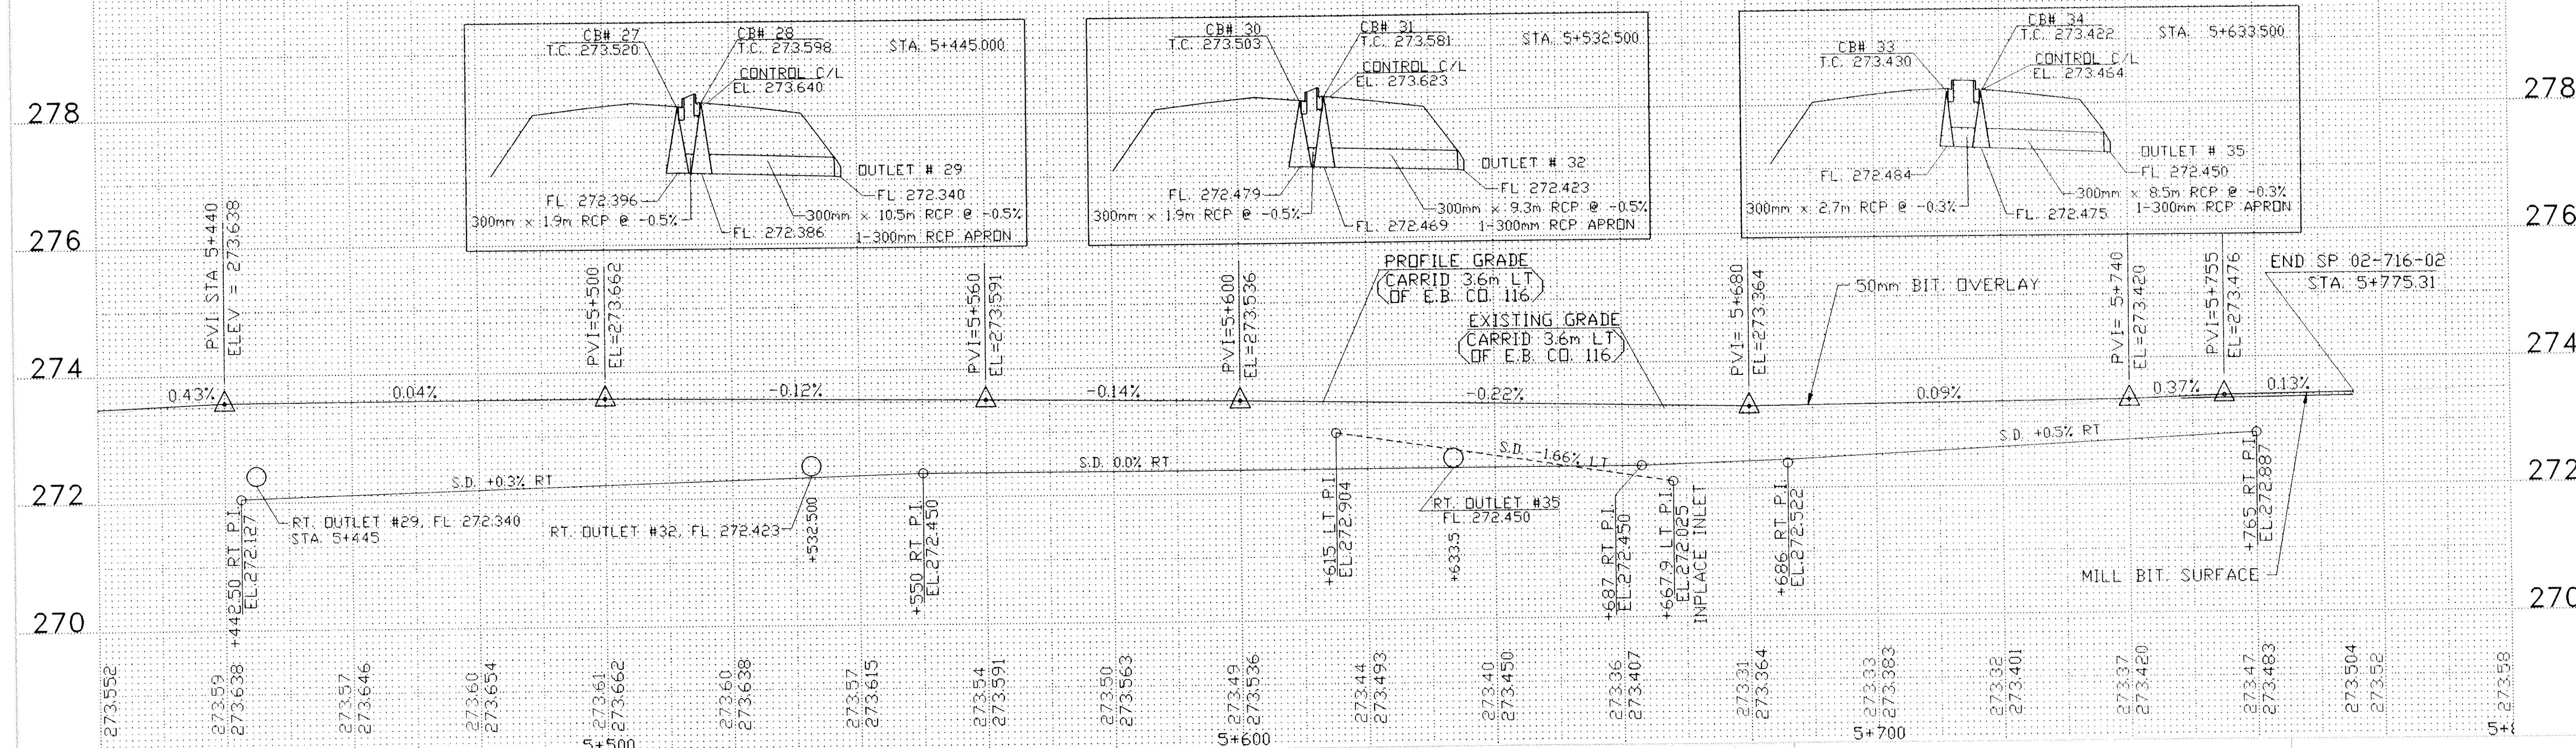 CB# 27
T.C. 273.520
CB# 28
T.C. 273.598
STA. 5+445.000
CONTROL C/L
EL. 273.640
OUTLET # 29
FL 272.340
FL. 272.396
300mm x 1.9m RCP @ -0.5%
300mm x 10.5m RCP @ -0.5%
FL. 272.386
1-300mm RCP APRON
CB# 30
T.C. 273.503
CB# 31
T.C. 273.581
STA. 5+532.500
CONTROL C/L
EL. 273.623
OUTLET # 32
FL 272.423
FL. 272.479
300mm x 1.9m RCP @ -0.5%
300mm x 9.3m RCP @ -0.5%
FL. 272.469
1-300mm RCP APRON
CB# 33
T.C. 273.430
CB# 34
T.C. 273.422
STA. 5+633.500
CONTROL C/L
EL. 273.464
OUTLET # 35
FL. 272.450
FL. 272.484
300mm x 2.7m RCP @ -0.3%
300mm x 8.5m RCP @ -0.3%
FL. 272.475
1-300mm RCP APRON
278
276
274
272
270
278
276
274
272
270
PVI STA 5+440
ELEV = 273.638
PVI=5+500
EL=273.662
PVI=5+560
EL=273.591
PVI=5+600
EL=273.536
PROFILE GRADE
CARRID 3.6m LT
OF E.B. CO. 116
EXISTING GRADE
CARRID 3.6m LT
OF E.B. CO. 116
PVI= 5+680
EL=273.364
50mm BIT. OVERLAY
PVI= 5+740
EL=273.420
PVI=5+755
EL=273.476
END SP 02-716-02
STA. 5+775.31
0.43%
0.04%
-0.12%
-0.14%
-0.22%
0.09%
0.37%
0.13%
S.D. +0.3% RT
S.D. 0.0% RT
S.D. -1.66% LT
S.D. +0.5% RT
RT. OUTLET #29, FL 272.340
STA. 5+445
RT. OUTLET #32, FL 272.423
+532.500
RT. OUTLET #35
FL 272.450
+633.5
+442.50 RT P.I.
EL.272.127
+550 RT P.I.
EL.272.450
+615 LT P.I.
EL.272.904
+687 RT P.I.
EL.272.450
+667.9 LT P.I.
EL.272.025
INPLACE INLET
+686 RT P.I.
EL.272.522
+765 RT P.I.
EL.272.887
MILL BIT. SURFACE
273.552
273.59
273.638
273.57
273.646
273.60
273.654
273.61
273.662
273.60
273.638
273.57
273.615
273.54
273.591
273.50
273.563
273.49
273.536
273.44
273.493
273.40
273.450
273.36
273.407
273.31
273.364
273.33
273.383
273.32
273.401
273.37
273.420
273.47
273.483
273.504
273.52
273.58
5+500
5+600
5+700